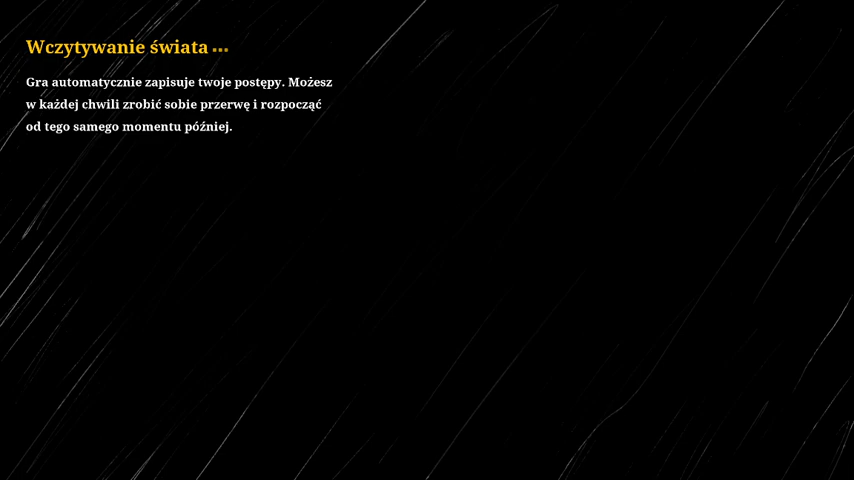 Wczytywanie świata ...
Gra automatycznie zapisuje twoje postępy. Możesz
w każdej chwili zrobić sobie przerwę i rozpocząć
od tego samego momentu później.